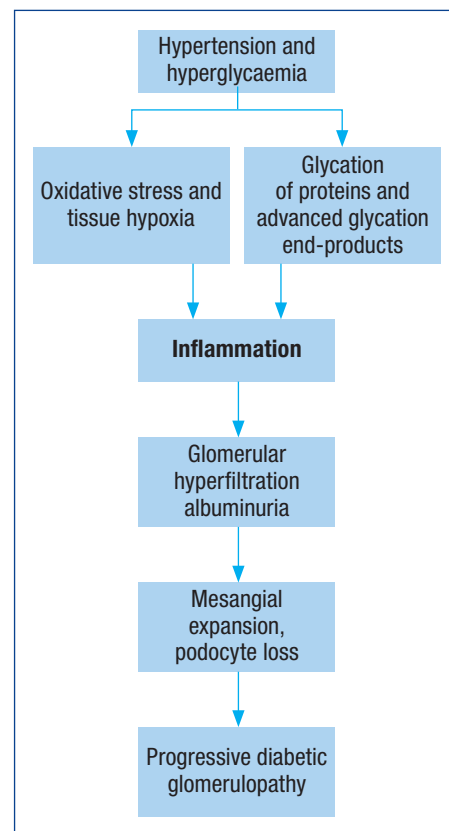 Hypertension and
hyperglycaemia
Oxidative stress and
tissue hypoxia
Glycation
of proteins and
advanced glycation
end-products
Inflammation
Glomerular
hyperfiltration
albuminuria
Mesangial
expansion,
podocyte loss
Progressive diabetic
glomerulopathy